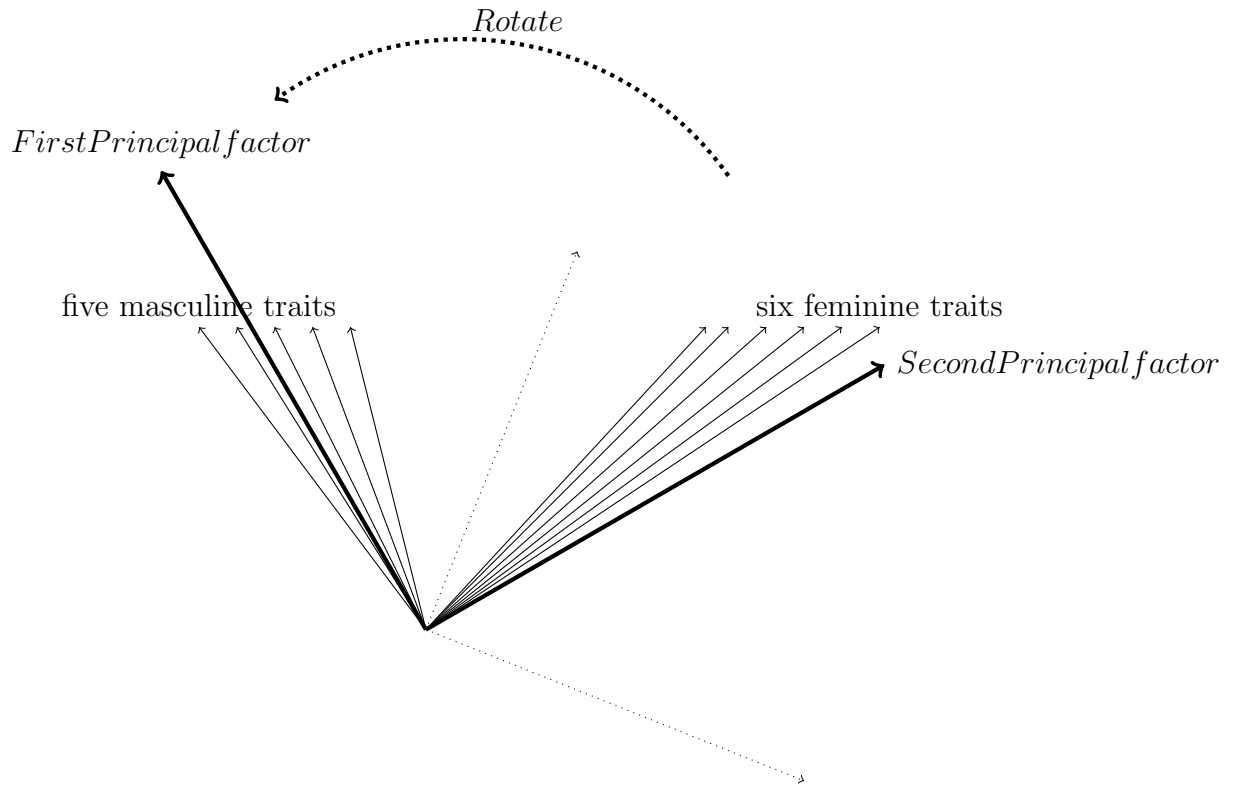 Rotate
FirstPrincipalfactor
five masculine traits
six feminine traits
SecondPrincipalfactor